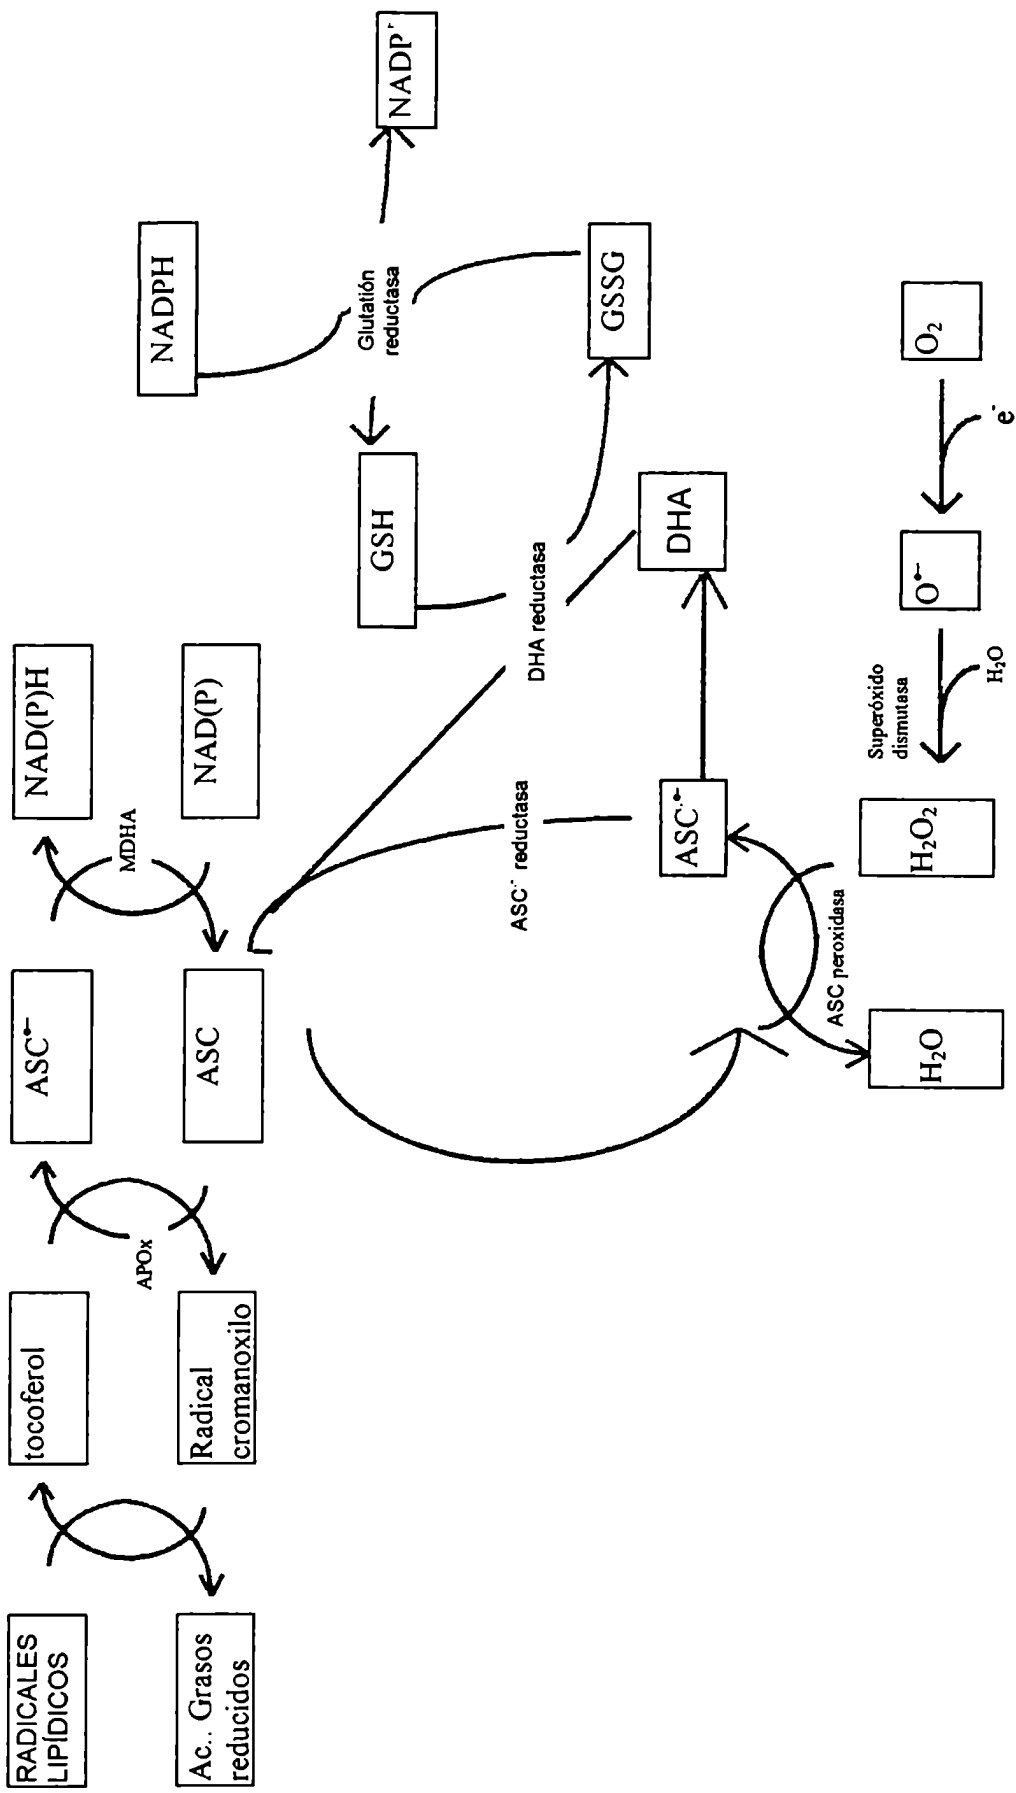 RADICALES
LIPÍDICOS
tocoferol
ASC•−
NAD(P)H
APOx
MDHA
Ac.. Grasos
reducidos
Radical
cromanoxilo
ASC
NAD(P)
NADPH
GSH
Glutatión
reductasa
NADP+
ASC·- reductasa
DHA reductasa
GSSG
ASC·•−
DHA
ASC peroxidasa
Superóxido
dismutasa
H₂O
H₂O₂
O•−
O₂
H₂O
e-